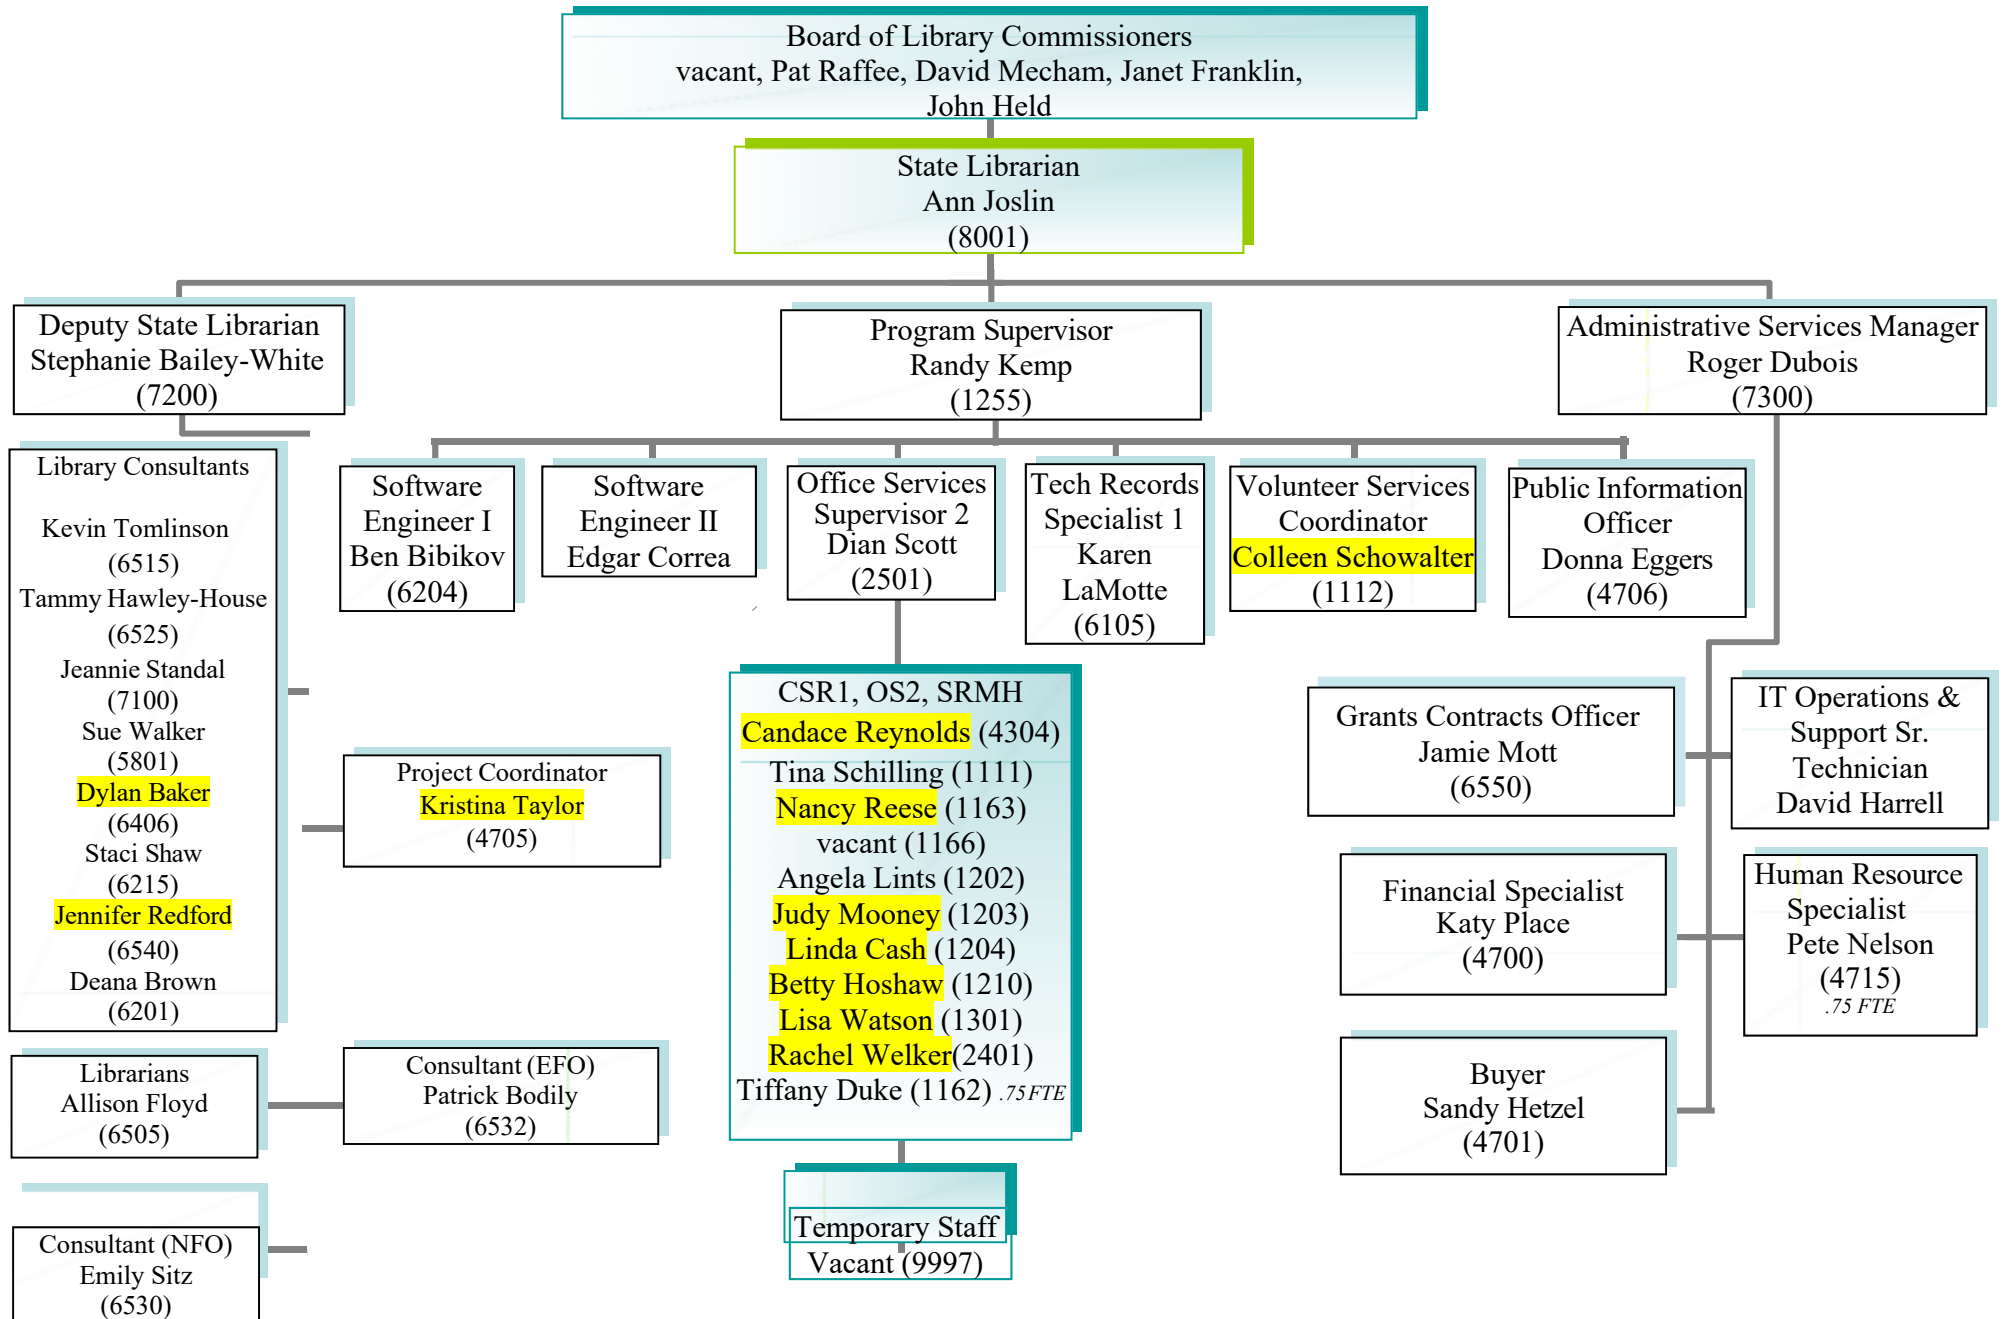 Board of Library Commissioners
vacant, Pat Raffee, David Mecham, Janet Franklin,
John Held
State Librarian
Ann Joslin
(8001)
Deputy State Librarian
Stephanie Bailey-White
(7200)
Program Supervisor
Randy Kemp
(1255)
Administrative Services Manager
Roger Dubois
(7300)
Library Consultants
Kevin Tomlinson
(6515)
Tammy Hawley-House
(6525)
Jeannie Standal
(7100)
Sue Walker
(5801)
Dylan Baker
(6406)
Staci Shaw
(6215)
Jennifer Redford
(6540)
Deana Brown
(6201)
Software
Engineer I
Ben Bibikov
(6204)
Software
Engineer II
Edgar Correa
Office Services
Supervisor 2
Dian Scott
(2501)
Tech Records
Specialist 1
Karen
LaMotte
(6105)
Volunteer Services
Coordinator
Colleen Schowalter
(1112)
Public Information
Officer
Donna Eggers
(4706)
Project Coordinator
Kristina Taylor
(4705)
CSR1, OS2, SRMH
Candace Reynolds (4304)
Tina Schilling (1111)
Nancy Reese (1163)
vacant (1166)
Angela Lints (1202)
Judy Mooney (1203)
Linda Cash (1204)
Betty Hoshaw (1210)
Lisa Watson (1301)
Rachel Welker(2401)
Tiffany Duke (1162) .75 FTE
Grants Contracts Officer
Jamie Mott
(6550)
IT Operations &
Support Sr.
Technician
David Harrell
Financial Specialist
Katy Place
(4700)
Human Resource
Specialist
Pete Nelson
(4715)
.75 FTE
Buyer
Sandy Hetzel
(4701)
Librarians
Allison Floyd
(6505)
Consultant (EFO)
Patrick Bodily
(6532)
Temporary Staff
Vacant (9997)
Consultant (NFO)
Emily Sitz
(6530)